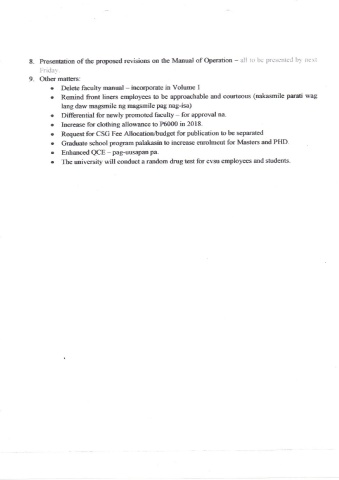 8. Presentation of the proposed revisions on the Manual of Operation – all to be presented by next
Friday
9. Other matters:
• Delete faculty manual – incorporate in Volume 1
• Remind front liners employees to be approachable and courteous (nakasmile parati wag
lang daw magsmile ng magsmile pag nag-isa)
• Differential for newly promoted faculty – for approval na.
• Increase for clothing allowance to P6000 in 2018.
• Request for CSG Fee Allocation/budget for publication to be separated
• Graduate school program palakasin to increase enrolment for Masters and PHD.
• Enhanced QCE – pag-uusapan pa.
• The university will conduct a random drug test for cvsu employees and students.